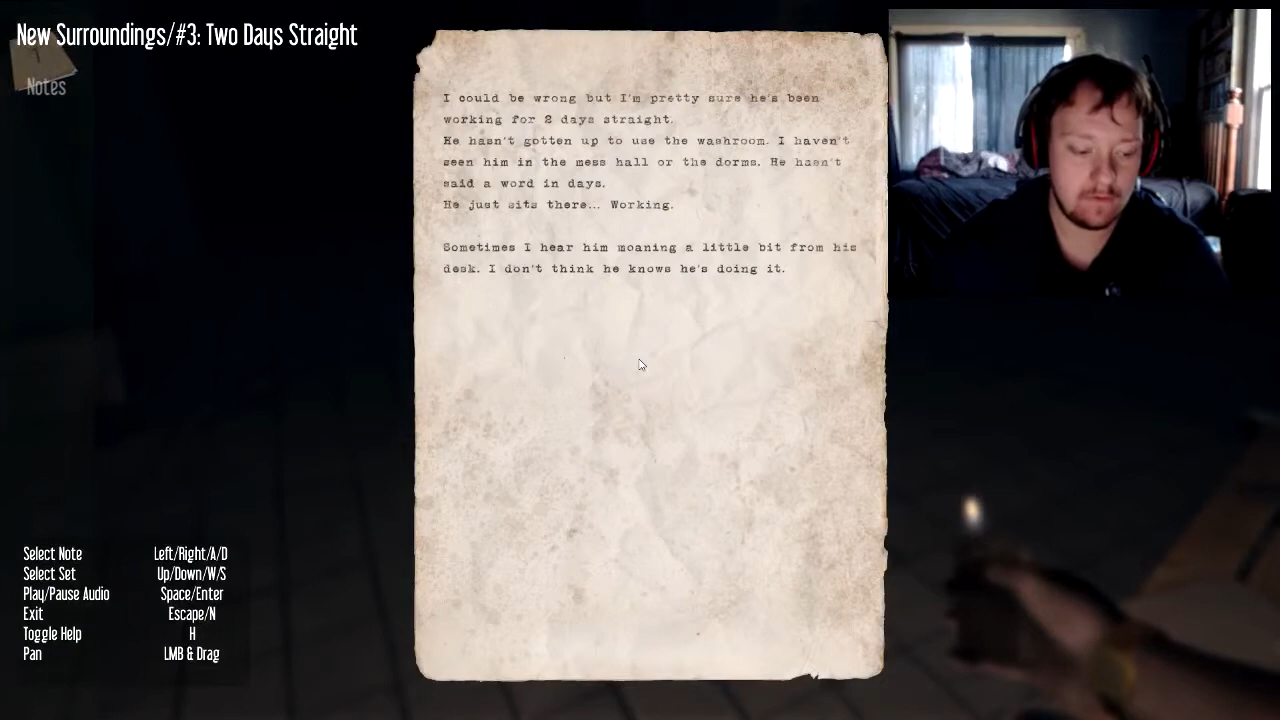 New Surroundings/#3: Two Days Straight
Notes
I could be wrong but I'm pretty sure he's been
working for 2 days straight.
He hasn't gotten up to use the washroom. I haven't
seen him in the mess hall or the dorms. He hasn't
said a word in days.
He just sits there... Working.
Sometimes I hear him moaning a little bit from his
desk. I don't think he knows he's doing it.
Select Note Left/Right/A/D
Select Set Up/Down/W/S
Play/Pause Audio Space/Enter
Exit Escape/N
Toggle Help H
Pan LMB & Drag